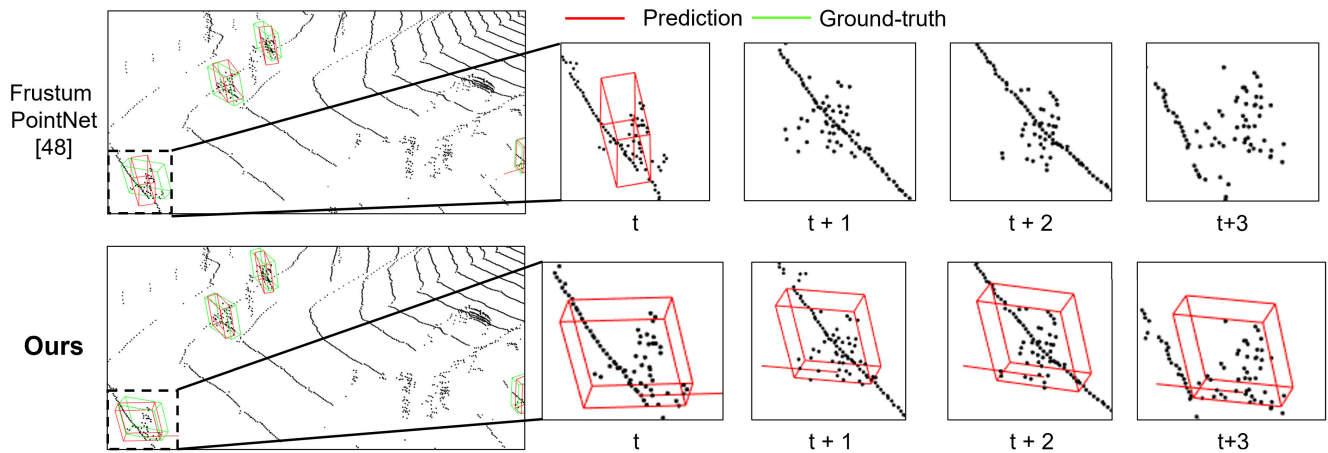 Prediction
Ground-truth
Frustum
PointNet
[48]
t
t + 1
t + 2
t+3
Ours
t
t + 1
t + 2
t+3